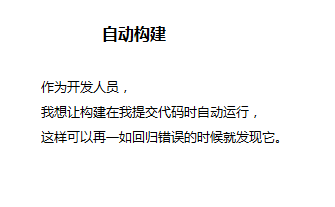 自动构建
作为开发人员，
我想让构建在我提交代码时自动运行，
这样可以再一如回归错误的时候就发现它。